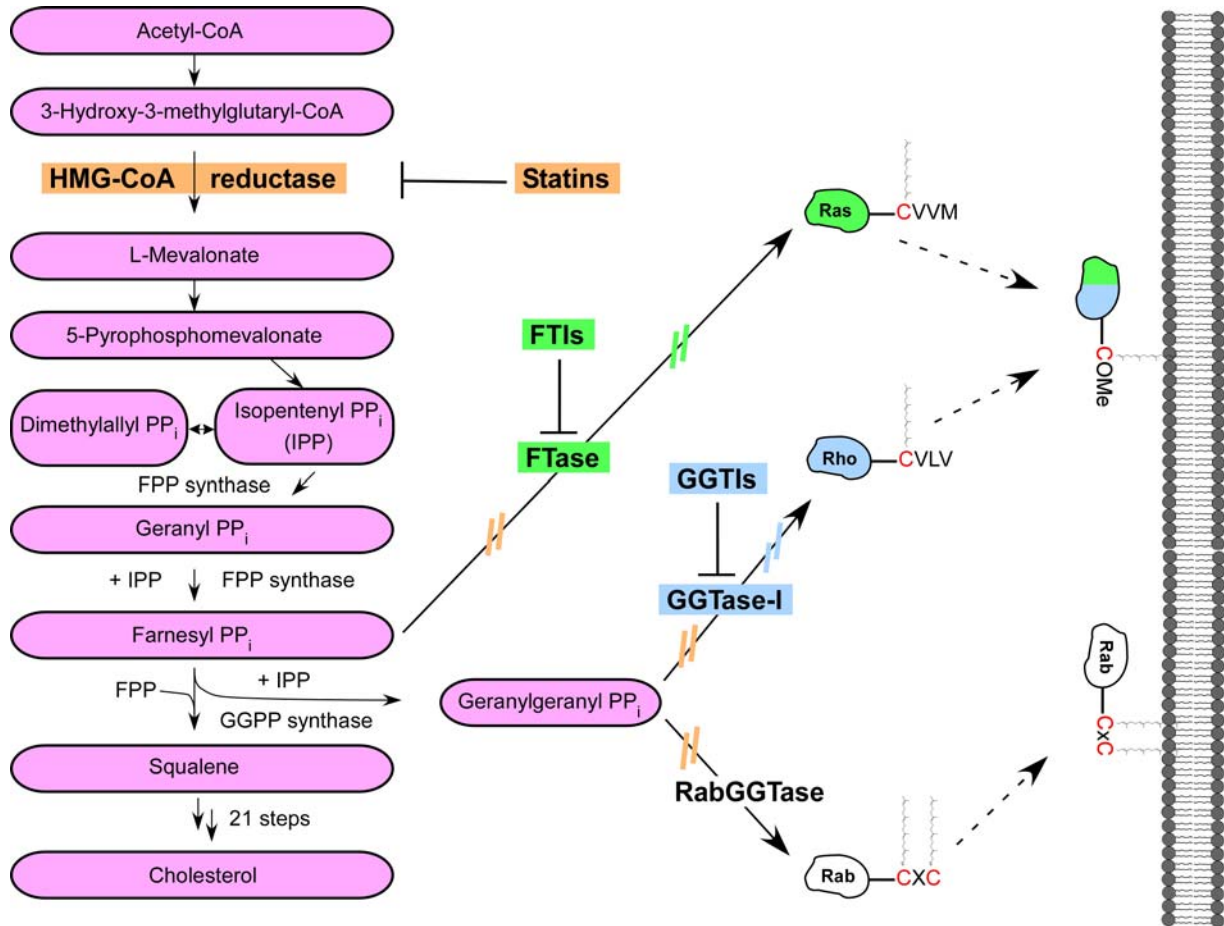 Acetyl-CoA
3-Hydroxy-3-methylglutaryl-CoA
HMG-CoA reductase
Statins
L-Mevalonate
5-Pyrophosphomevalonate
Dimethylallyl PPi
Isopentenyl PPi
(IPP)
FPP synthase
Geranyl PPi
+ IPP
FPP synthase
Farnesyl PPi
FPP
+ IPP
GGPP synthase
Squalene
21 steps
Cholesterol
FTIs
FTase
GGTIs
GGTase-I
Geranylgeranyl PPi
RabGGTase
Ras
CVVM
Rho
CVLV
Rab
CXC
COMe
Rab
CxC